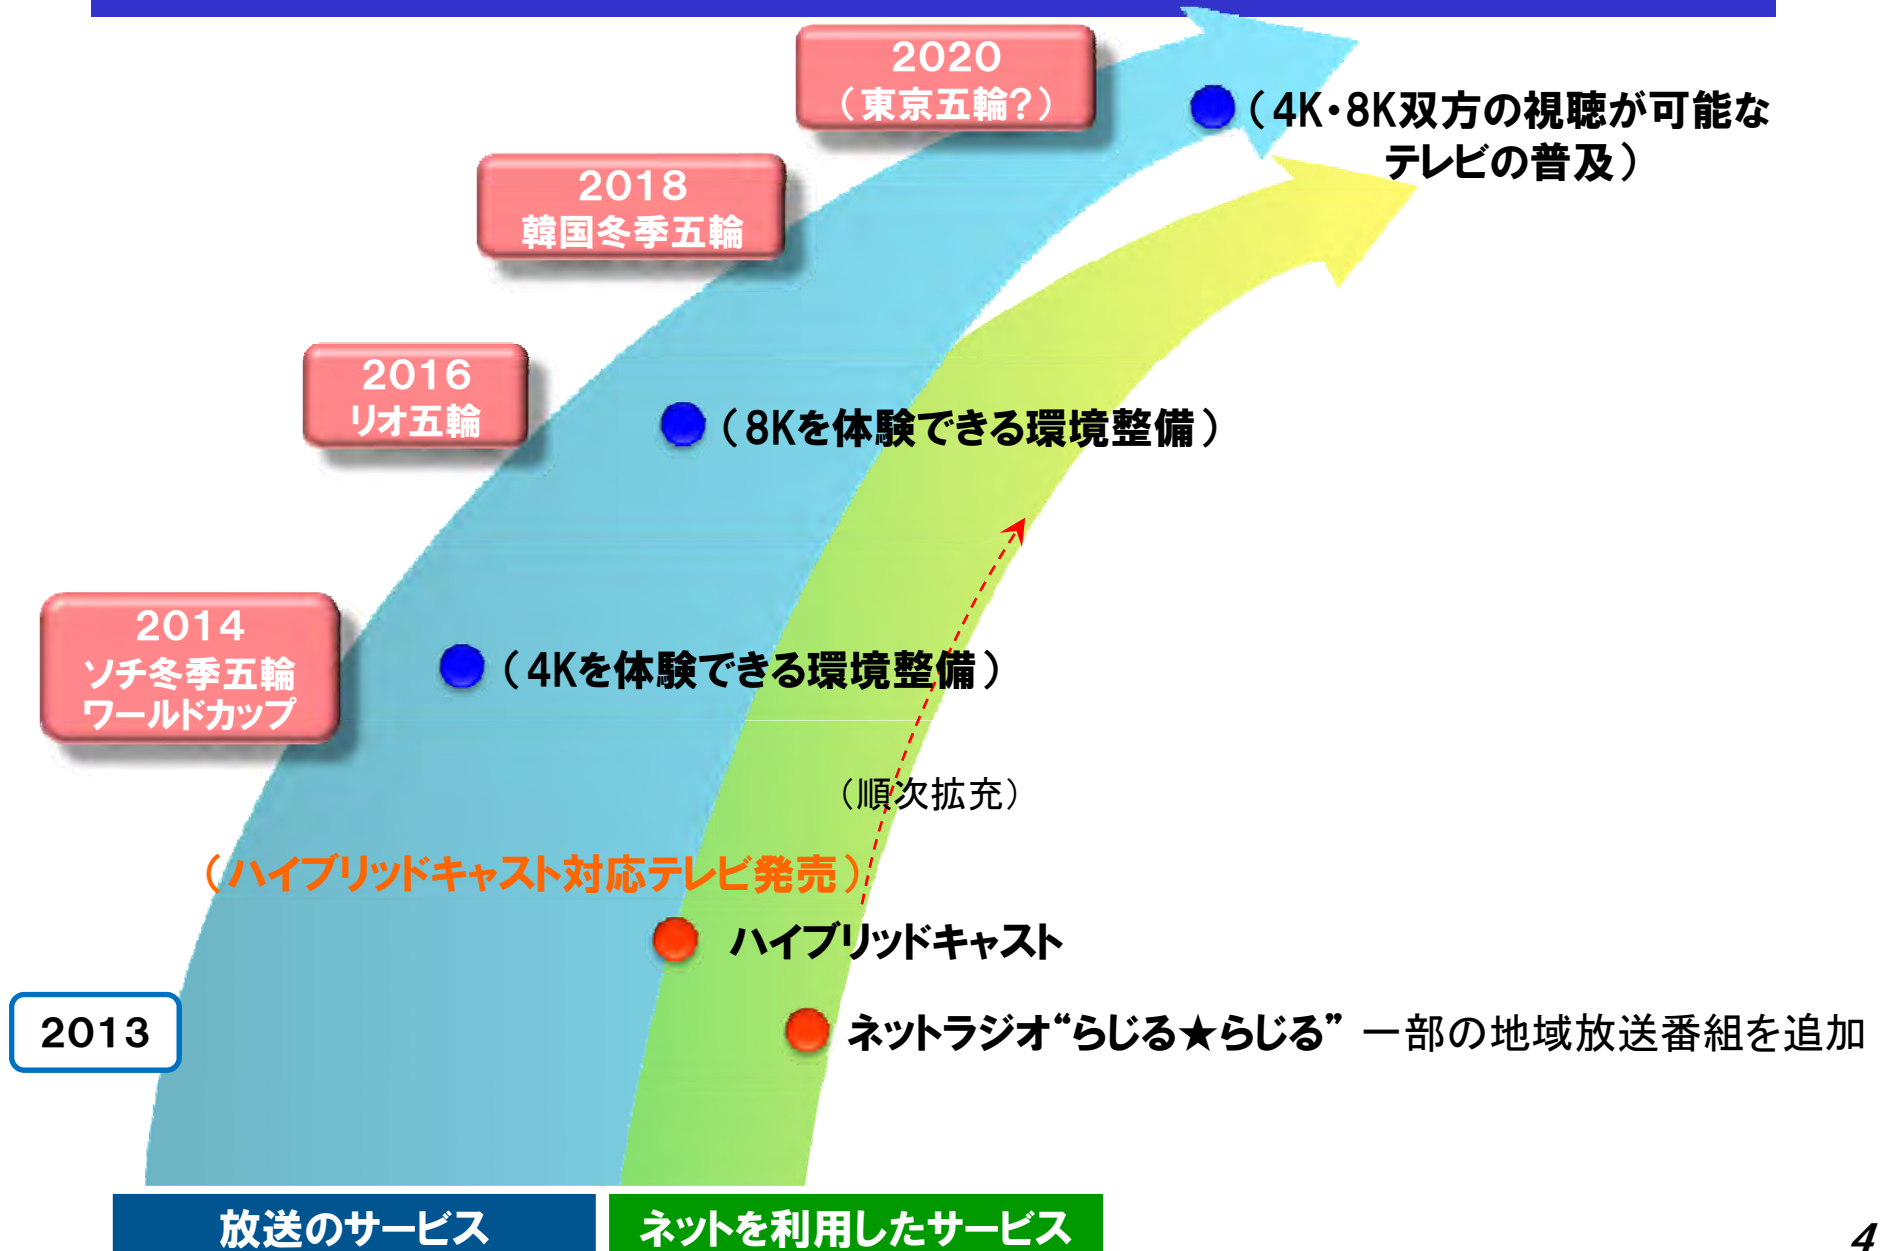 2020
（東京五輪？）
（4K・8K双方の視聴が可能な
テレビの普及）
2018
韓国冬季五輪
2016
リオ五輪
（8Kを体験できる環境整備）
2014
ソチ冬季五輪
ワールドカップ
（4Kを体験できる環境整備）
（順次拡充）
（ハイブリッドキャスト対応テレビ発売）
ハイブリッドキャスト
2013
ネットラジオ“らじる★らじる” 一部の地域放送番組を追加
放送のサービス
ネットを利用したサービス
4